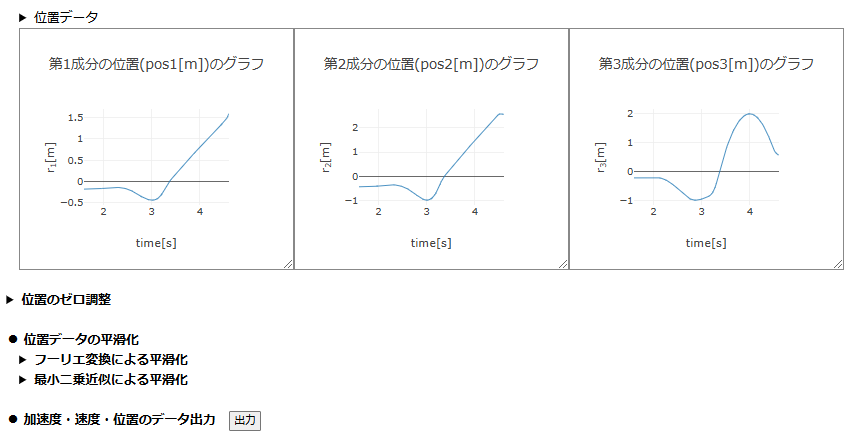 ▶ 位置データ
第1成分の位置(pos1[m])のグラフ
第2成分の位置(pos2[m])のグラフ
第3成分の位置(pos3[m])のグラフ
1.5
1
0.5
0
−0.5
r1[m]
2
3
4
time[s]
2
1
0
−1
r2[m]
2
3
4
time[s]
2
1
0
−1
r3[m]
2
3
4
time[s]
▶ 位置のゼロ調整
● 位置データの平滑化
▶ フーリエ変換による平滑化
▶ 最小二乗近似による平滑化
● 加速度・速度・位置のデータ出力 出力